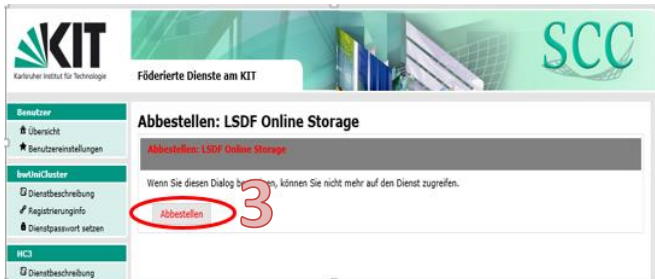 KIT
Karlsruher Institut für Technologie
Föderierte Dienste am KIT
SCC
Benutzer
Übersicht
Benutzereinstellungen
bwUniCluster
Dienstbeschreibung
Registrierunginfo
Dienstpasswort setzen
HC3
Dienstbeschreibung
Abbestellen: LSDF Online Storage
Abbestellen: LSDF Online Storage
Wenn Sie diesen Dialog können Sie nicht mehr auf den Dienst zugreifen.
Abbestellen
3